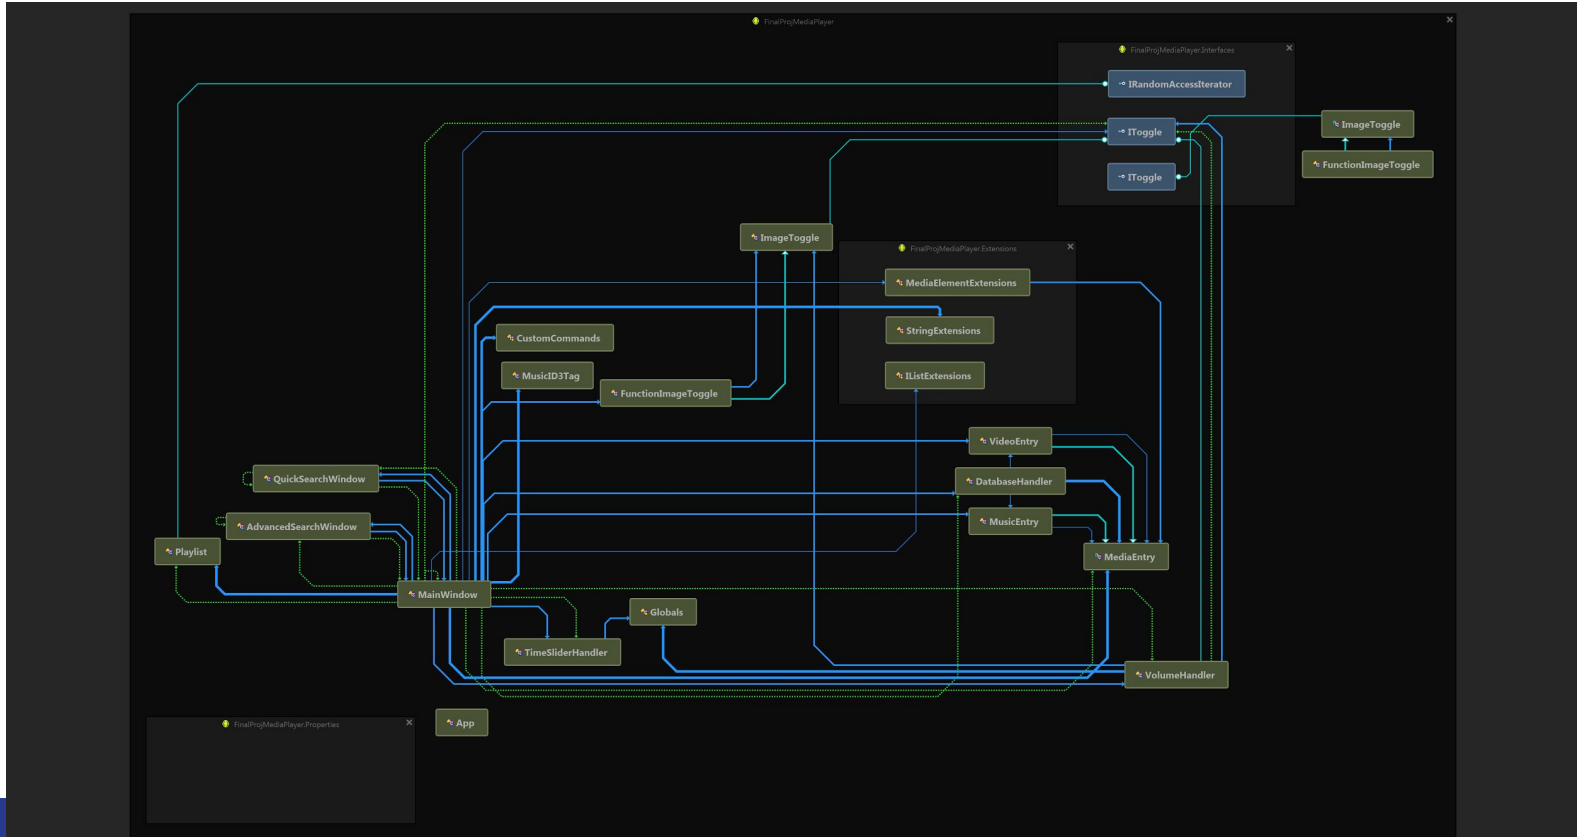 FinalProjMediaPlayer
FinalProjMediaPlayer.Interfaces
IRandomAccessIterator
ImageToggle
IToggle
FunctionImageToggle
IToggle
ImageToggle
FinalProjMediaPlayer.Extensions
MediaElementExtensions
StringExtensions
CustomCommands
MusicID3Tag
IListExtensions
FunctionImageToggle
VideoEntry
QuickSearchWindow
DatabaseHandler
MusicEntry
AdvancedSearchWindow
Playlist
MediaEntry
MainWindow
Globals
TimeSliderHandler
VolumeHandler
FinalProjMediaPlayer.Properties
App